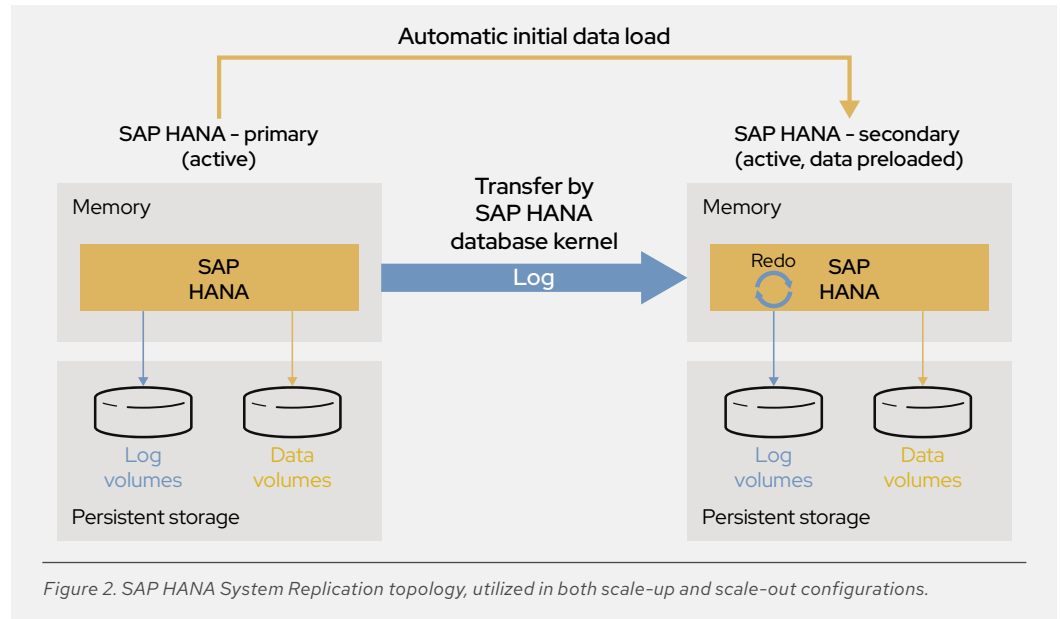 Automatic initial data load
SAP HANA - primary
(active)
SAP HANA - secondary
(active, data preloaded)
Memory
SAP
HANA
Transfer by
SAP HANA
database kernel
Log
Memory
Redo
SAP
HANA
Log
volumes
Data
volumes
Persistent storage
Log
volumes
Data
volumes
Persistent storage
Figure 2. SAP HANA System Replication topology, utilized in both scale-up and scale-out configurations.